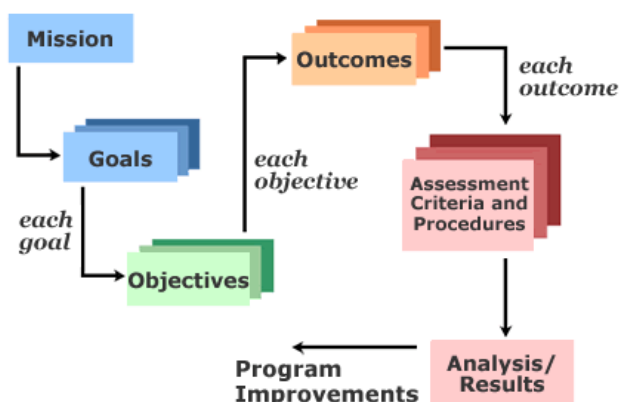 Mission
Goals
each
goal
Objectives
each
objective
Outcomes
each
outcome
Assessment
Criteria and
Procedures
Analysis/
Results
Program
Improvements